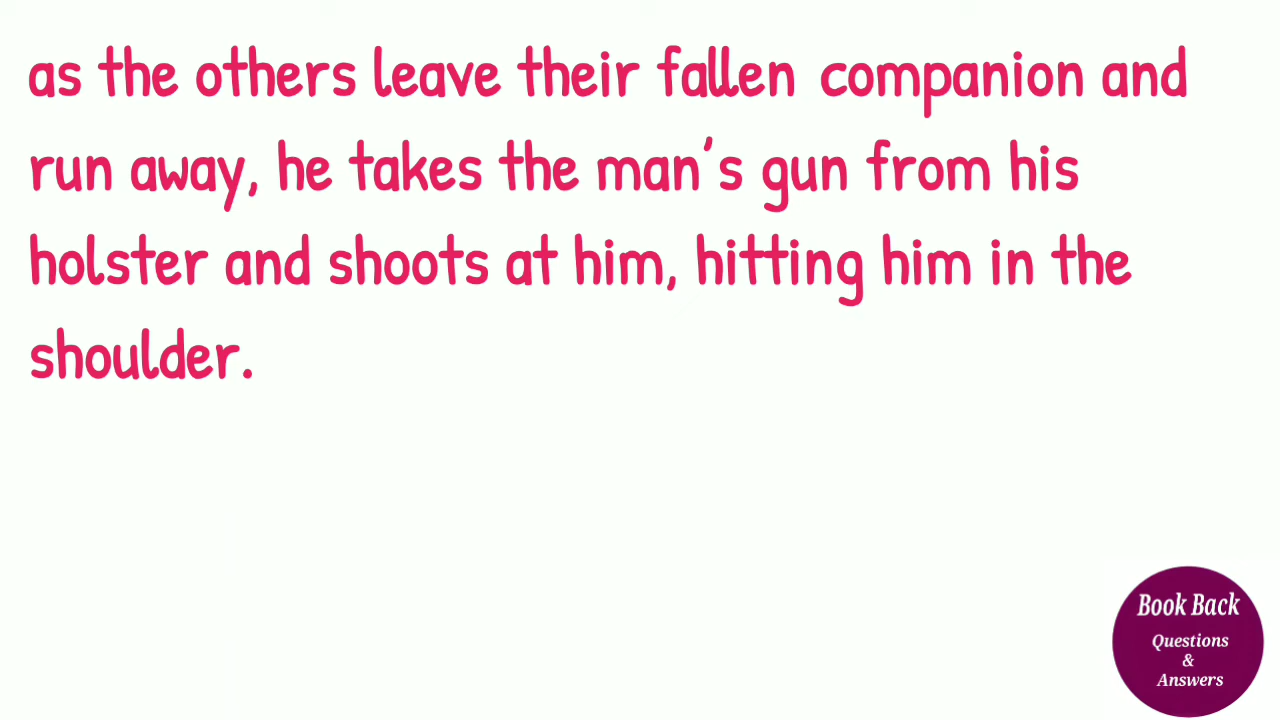 as the others leave their fallen companion and
run away, he takes the man's gun from his
holster and shoots at him, hitting him in the
shoulder.
Book Back
Questions
&
Answers